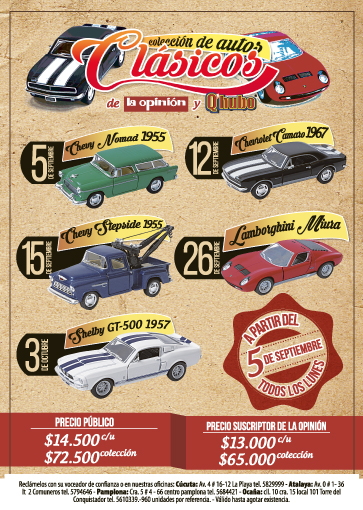 colección de autos
Clásicos
de la opinión y Qhubo
5 DE SEPTIEMBRE
Chevy Nomad 1955
12 DE SEPTIEMBRE
Chevrolet Camaro 1967
15 DE SEPTIEMBRE
Chevy Stepside 1955
26 DE SEPTIEMBRE
Lamborghini Miura
3 DE OCTUBRE
Shelby GT-500 1957
A PARTIR DEL
5 DE SEPTIEMBRE
TODOS LOS LUNES
PRECIO PÚBLICO
$14.500 c/u
$72.500 colección
PRECIO SUSCRIPTOR DE LA OPINIÓN
$13.000 c/u
$65.000 colección
Reclámelos con su voceador de confianza o en nuestras oficinas: Cúcuta: Av. 4 # 16-12 La Playa tel. 5829999 - Atalaya: Av. 0 # 1- 36
lt 2 Comuneros tel. 5794646 - Pamplona: Cra. 5 # 4 - 66 centro pamplona tel. 5684421 - Ocaña: cll. 10 cra. 15 local 101 Torre del
Conquistador tel. 5610339. -960 unidades por referencia. - Válido hasta agotar existencia.